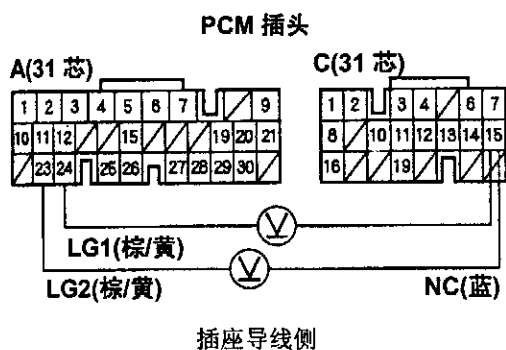 PCM 插头
A(31 芯)
C(31 芯)
1 2 3 4 5 6 7 9
10 11 12 15 19 20 21
23 24 25 26 27 28 29 30
1 2 3 4 6 7
8 10 11 12 13 14 15
16 19
V
LG1(棕/黄)
V
LG2(棕/黄)
NC(蓝)
插座导线侧